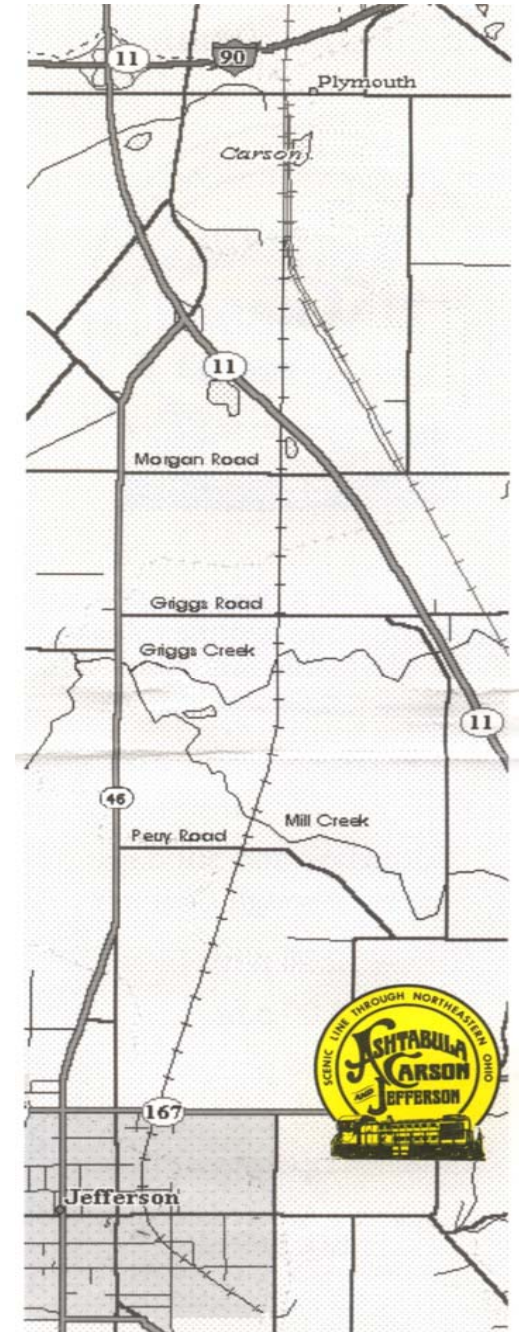 11
90
Plymouth
Carson
11
Morgan Road
Griggs Road
Griggs Creek
11
46
Mill Creek
Perry Road
SCENIC LINE THROUGH NORTHEASTERN OHIO
ASHTABULA
CARSON
AND
JEFFERSON
167
Jefferson